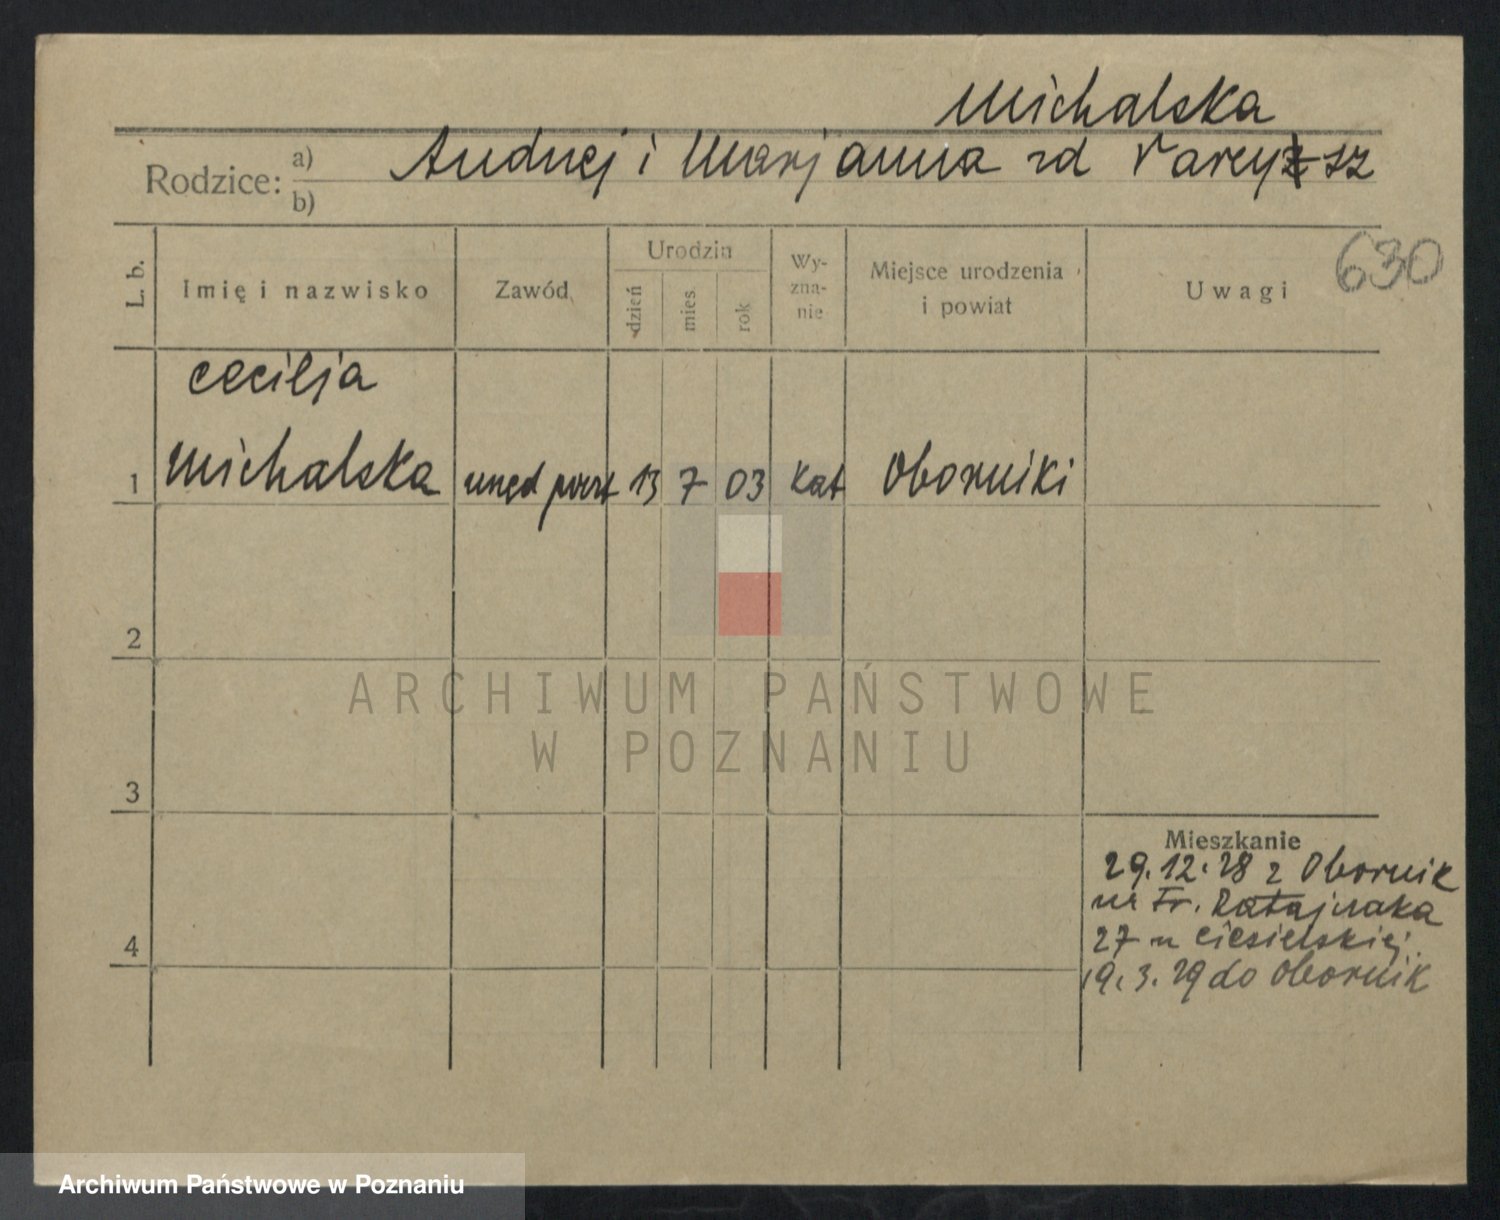 Michalska
Rodzice: a) Andrzej i Marjanna zd
b)
630
L. b.
Imię i nazwisko
Zawód
Urodzin
dzień
mies
rok
Wy-
zna-
nie
Miejsce urodzenia
i powiat
Uwagi
Cecilja
1 Michalska urzęd poczt 13 7 03 kat Oborniki
2
3
4
ARCHIWUM PAŃSTWOWE
W POZNANIU
Mieszkanie
29.12.28 z Obornik
na Fr. Ratajczaka
27 u Ciesielskiej
19.3.29 do Obornik
Archiwum Państwowe w Poznaniu